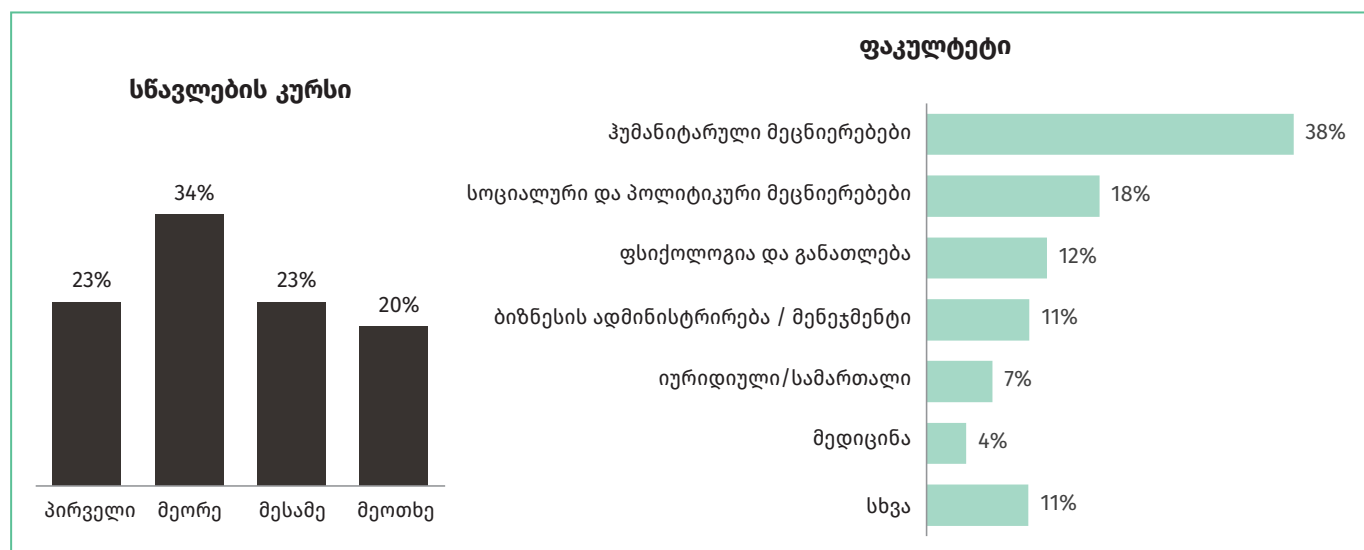 სწავლების კურსი
34%
23%
23%
20%
პირველი მეორე მესამე მეოთხე
ფაკულტეტი
ჰუმანიტარული მეცნიერებები 38%
სოციალური და პოლიტიკური მეცნიერებები 18%
ფსიქოლოგია და განათლება 12%
ბიზნესის ადმინისტრირება / მენეჯმენტი 11%
იურიდიული/სამართალი 7%
მედიცინა 4%
სხვა 11%